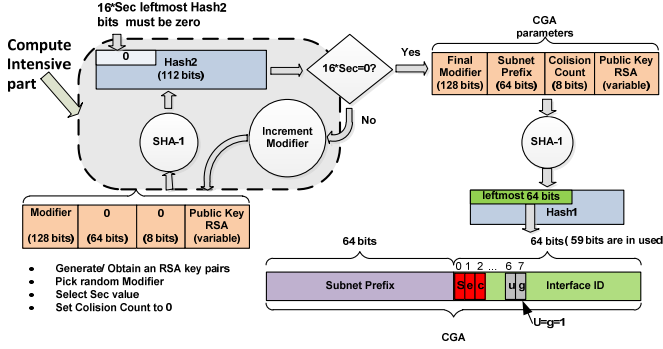 16*Sec leftmost Hash2
bits must be zero
Compute
Intensive
part
0
Hash2
(112 bits)
16*Sec=0?
Yes
No
SHA-1
Increment
Modifier
CGA
parameters
Final
Modifier
(128 bits)
Subnet
Prefix
(64 bits)
Colision
Count
(8 bits)
Public Key
RSA
(variable)
SHA-1
leftmost 64 bits
Hash1
Modifier
(128 bits)
0
(64 bits)
0
(8 bits)
Public Key
RSA
(variable)
• Generate/ Obtain an RSA key pairs
• Pick random Modifier
• Select Sec value
• Set Colision Count to 0
64 bits
64 bits( 59 bits are in used
0 1 2 ... 6 7
Subnet Prefix
S e c
u g
Interface ID
U=g=1
CGA